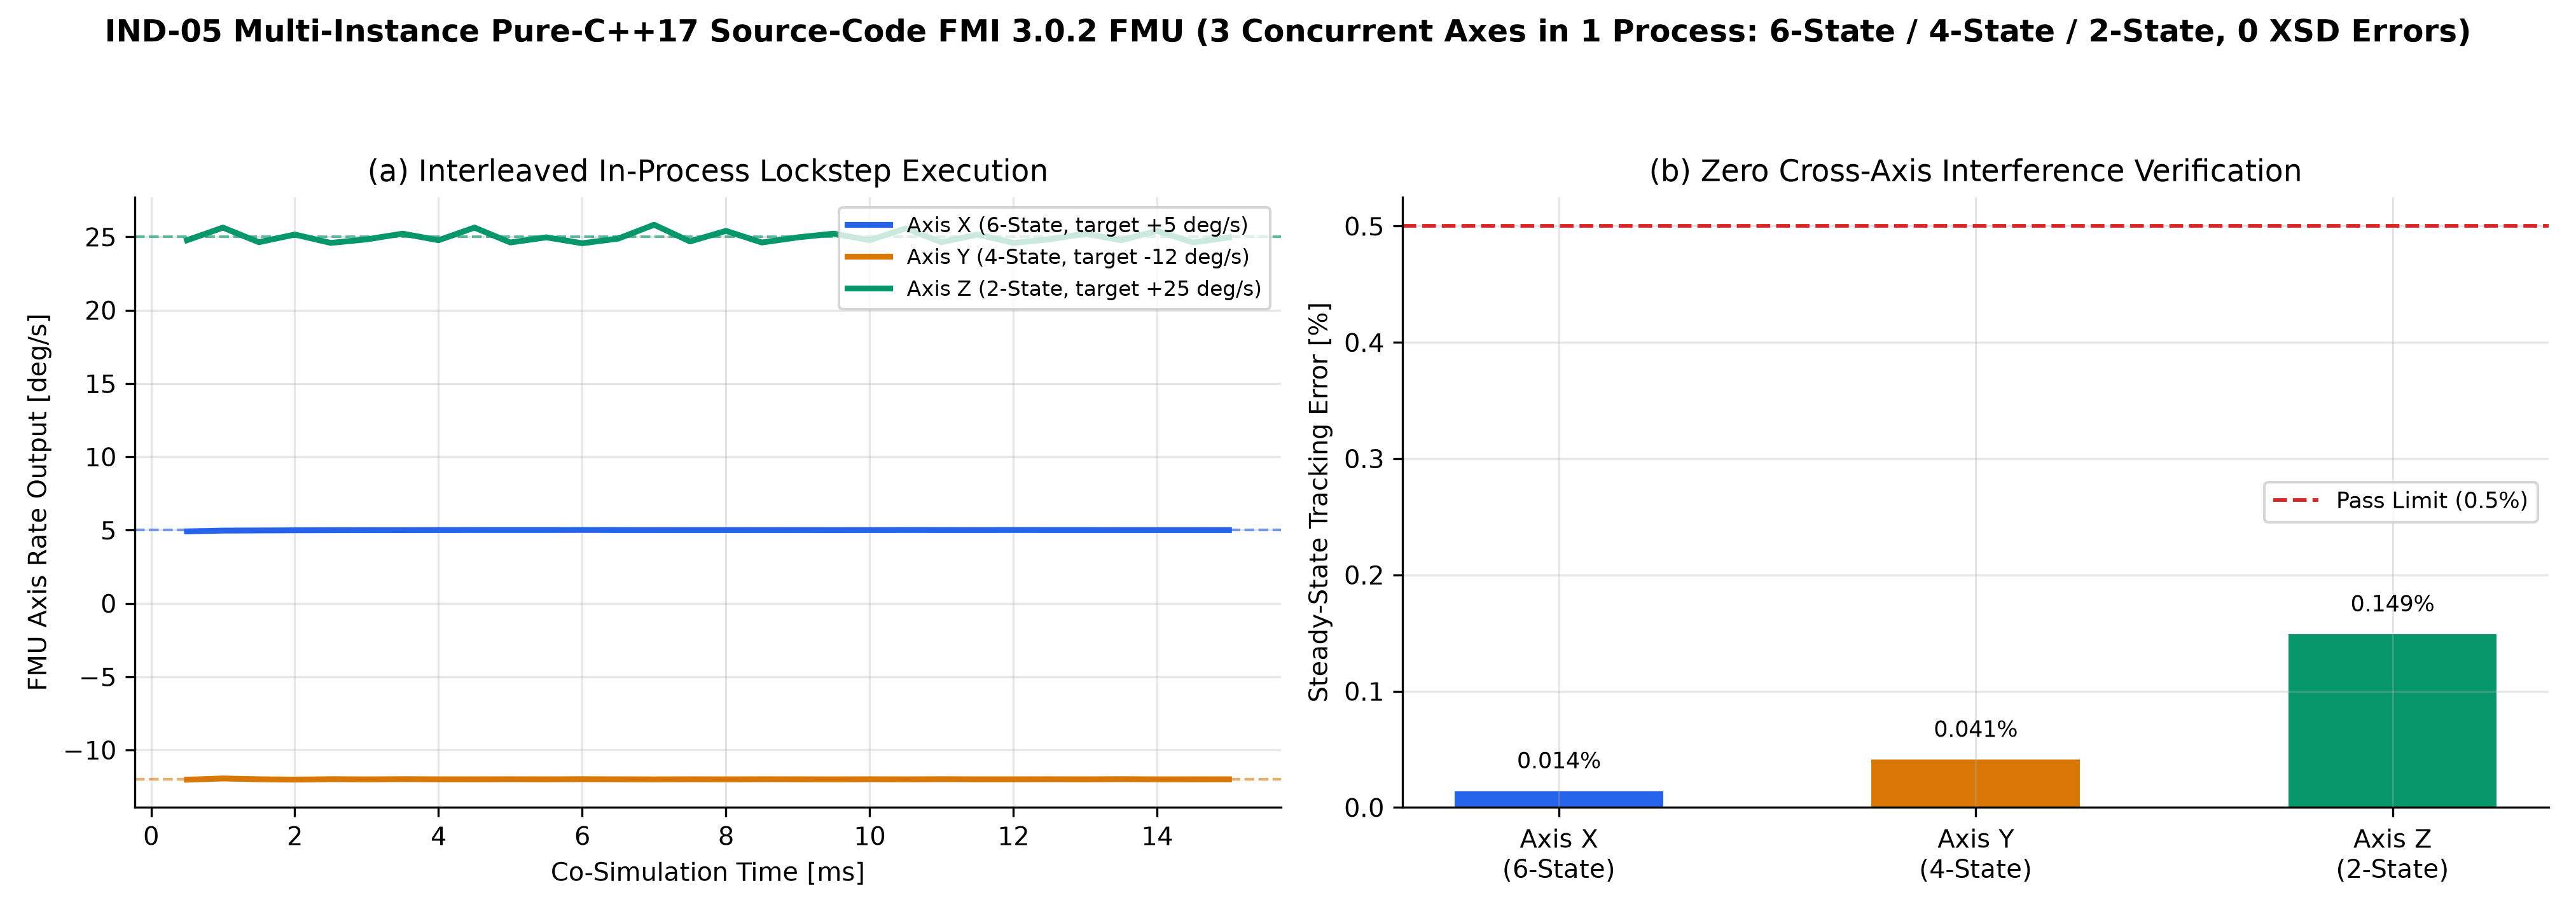 IND-05 Multi-Instance Pure-C++17 Source-Code FMI 3.0.2 FMU (3 Concurrent Axes in 1 Process: 6-State / 4-State / 2-State, 0 XSD Errors)
(a) Interleaved In-Process Lockstep Execution
FMU Axis Rate Output [deg/s]
25
20
15
10
5
0
−5
−10
Axis X (6-State, target +5 deg/s)
Axis Y (4-State, target -12 deg/s)
Axis Z (2-State, target +25 deg/s)
0 2 4 6 8 10 12 14
Co-Simulation Time [ms]
(b) Zero Cross-Axis Interference Verification
Steady-State Tracking Error [%]
0.5
0.4
0.3
0.2
0.1
0.0
Pass Limit (0.5%)
0.014%
0.041%
0.149%
Axis X
(6-State)
Axis Y
(4-State)
Axis Z
(2-State)